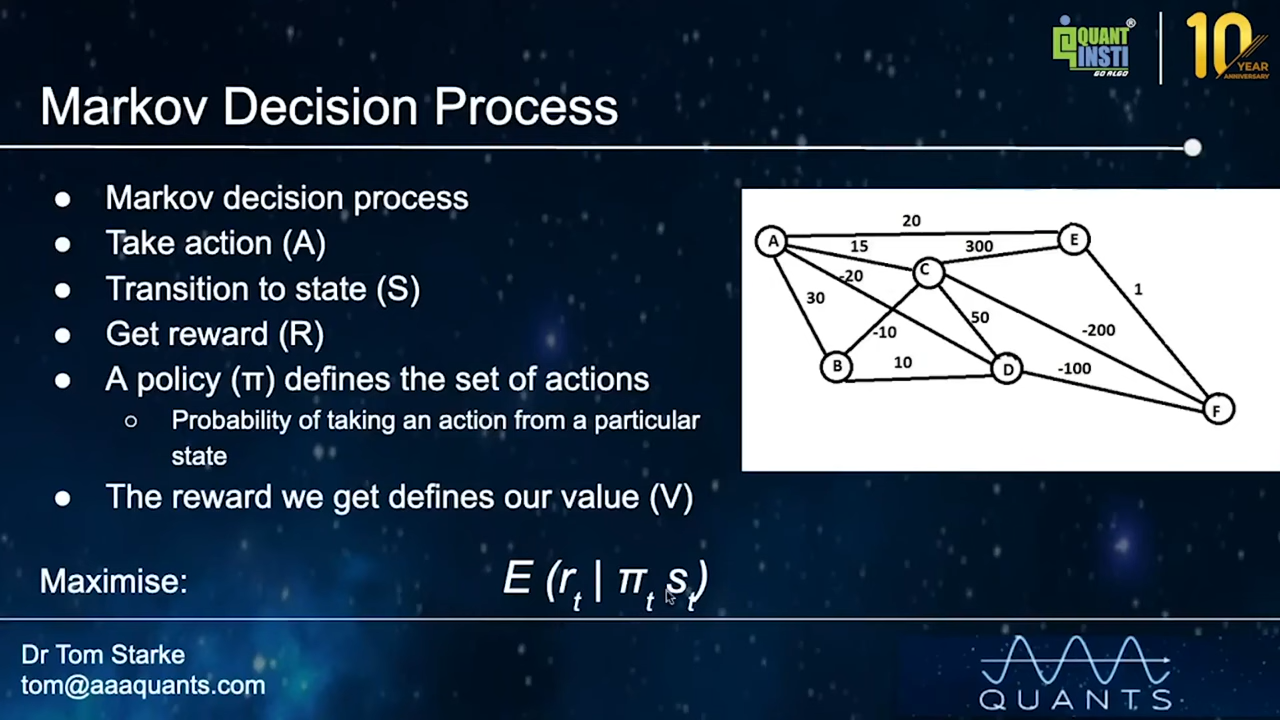 QUANT
INSTI
GO ALGO
®
10
YEAR
ANNIVERSARY
Markov Decision Process
● Markov decision process
● Take action (A)
● Transition to state (S)
● Get reward (R)
● A policy (π) defines the set of actions
○ Probability of taking an action from a particular
state
● The reward we get defines our value (V)
Maximise: E (rₜ | πₜ sₜ)
20
A
15
300
E
C
-20
30
1
50
-10
-200
B
10
D
-100
F
Dr Tom Starke
tom@aaaquants.com
QUANTS